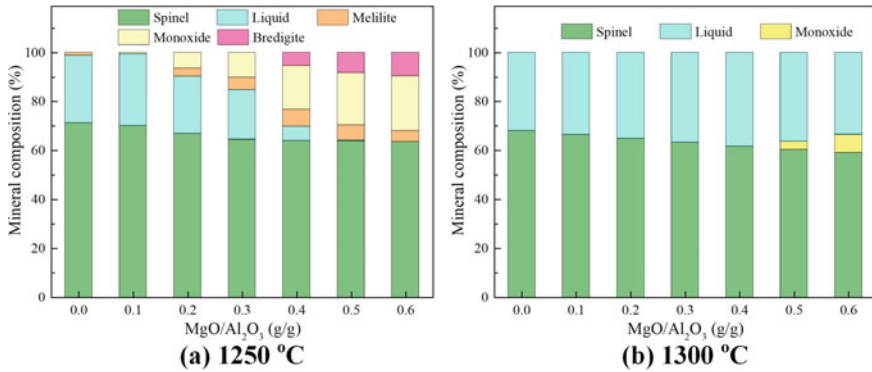 Spinel Liquid Melilite
Monoxide Bredigite
100
80
60
40
20
0
Mineral composition (%)
0.0 0.1 0.2 0.3 0.4 0.5 0.6
MgO/Al₂O₃ (g/g)
(a) 1250 ºC
Spinel Liquid Monoxide
100
80
60
40
20
0
Mineral composition (%)
0.0 0.1 0.2 0.3 0.4 0.5 0.6
MgO/Al₂O₃ (g/g)
(b) 1300 ºC